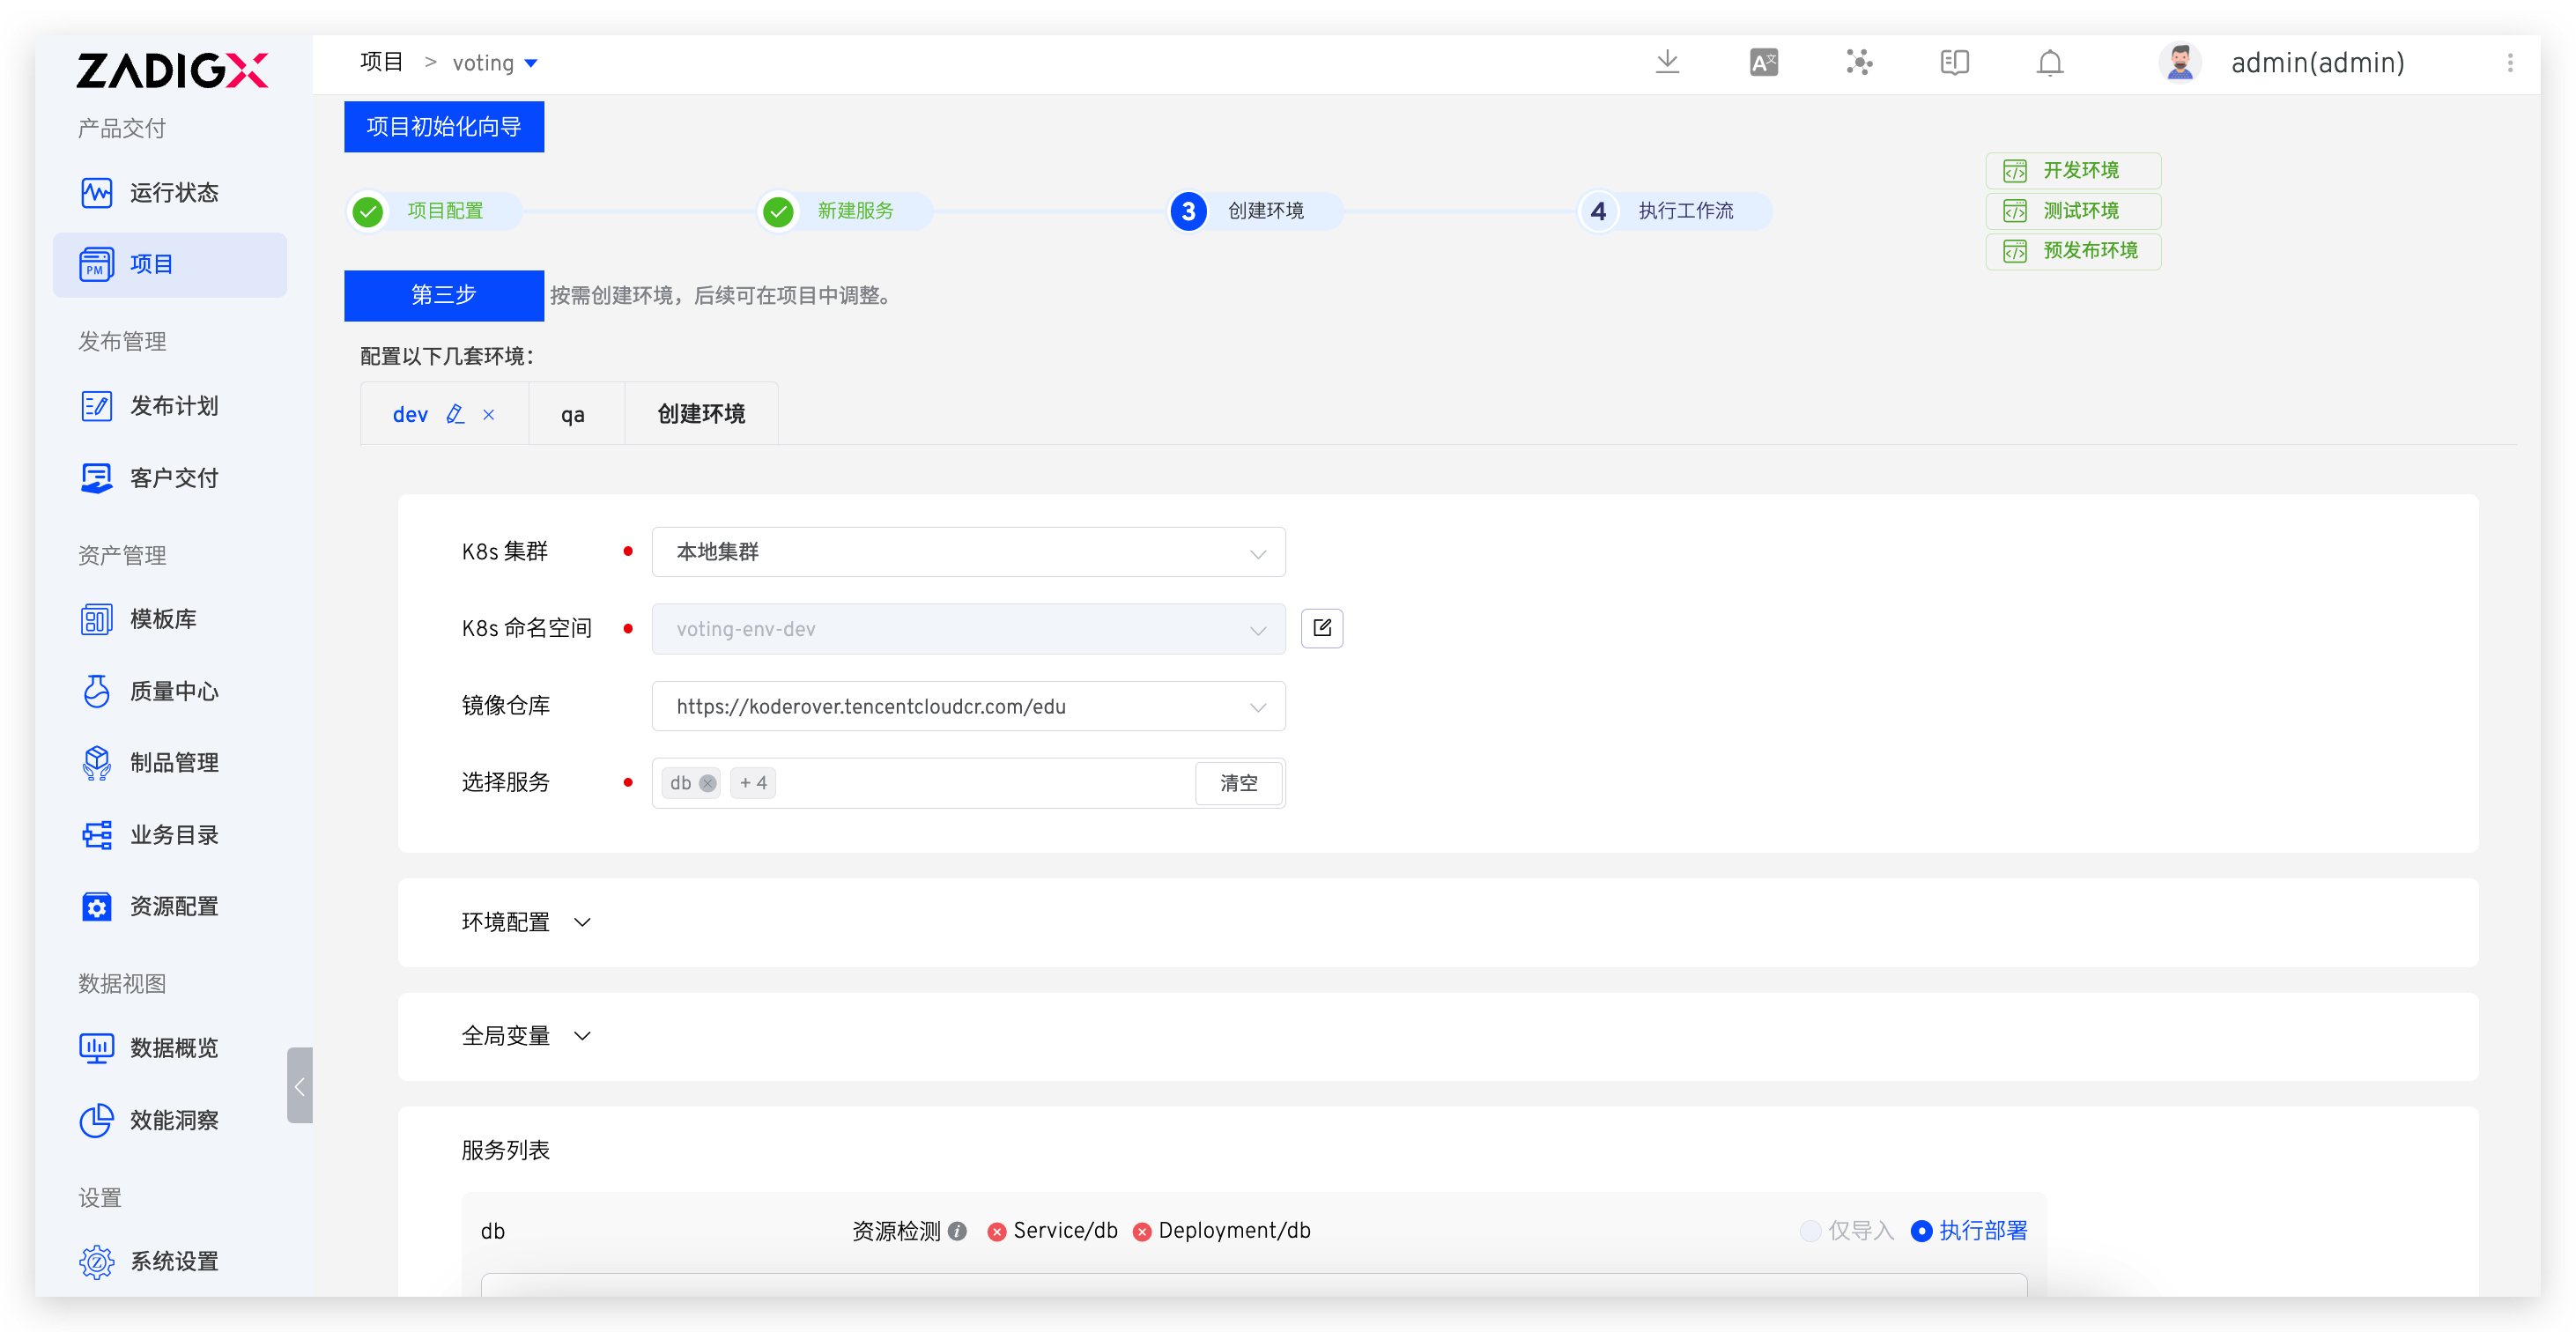 ZADIGX
项目 > voting
admin(admin)
产品交付
运行状态
项目
发布管理
发布计划
客户交付
资产管理
模板库
质量中心
制品管理
业务目录
资源配置
数据视图
数据概览
效能洞察
设置
系统设置
项目初始化向导
项目配置
新建服务
3 创建环境
4 执行工作流
开发环境
测试环境
预发布环境
第三步 按需创建环境，后续可在项目中调整。
配置以下几套环境：
dev qa 创建环境
K8s 集群 本地集群
K8s 命名空间 voting-env-dev
镜像仓库 https://koderover.tencentcloudcr.com/edu
选择服务 db + 4 清空
环境配置
全局变量
服务列表
db 资源检测 Service/db Deployment/db 仅导入 执行部署